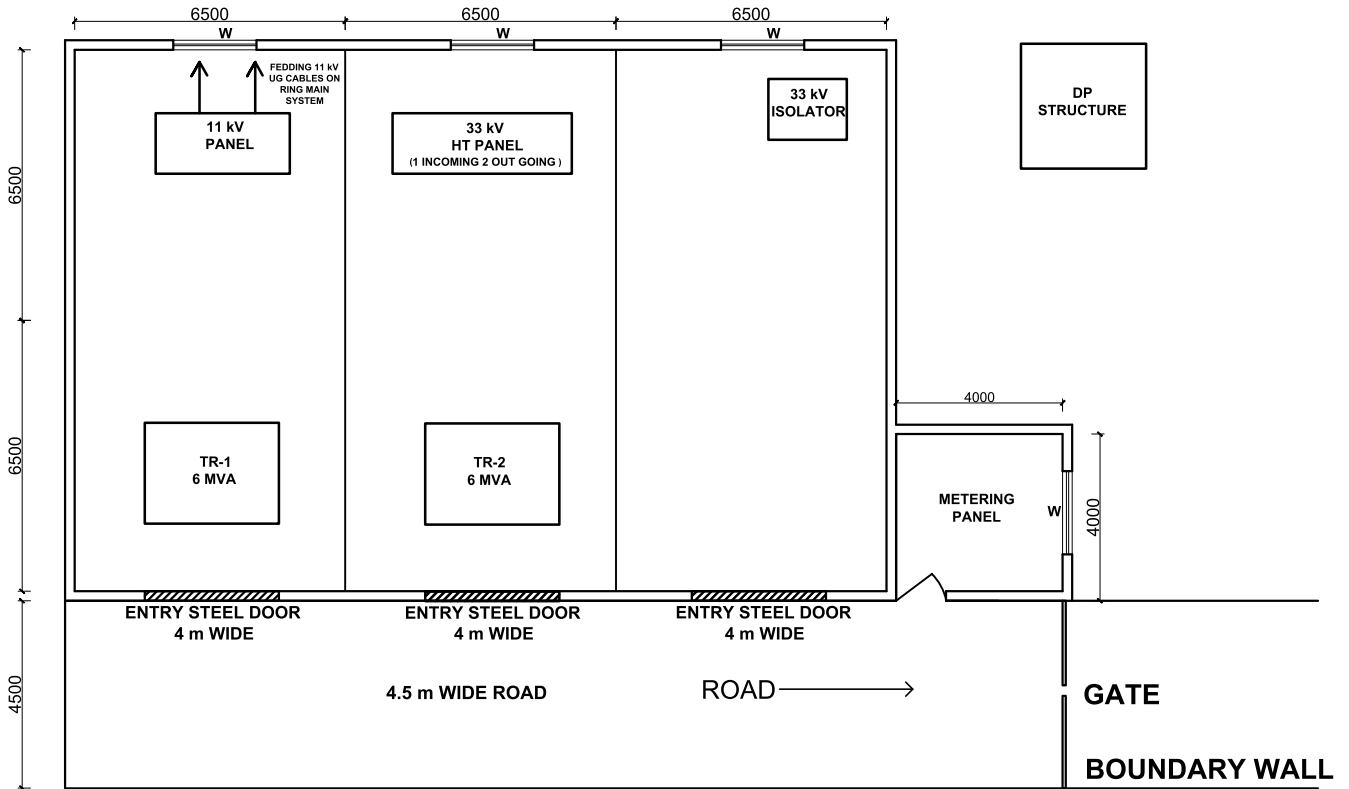 6500
6500
6500
W
W
W
FEDDING 11 kV
UG CABLES ON
RING MAIN
SYSTEM
11 kV
PANEL
33 kV
HT PANEL
(1 INCOMING 2 OUT GOING )
33 kV
ISOLATOR
DP
STRUCTURE
6500
4000
6500
TR-1
6 MVA
TR-2
6 MVA
METERING
PANEL
W
4000
ENTRY STEEL DOOR
4 m WIDE
ENTRY STEEL DOOR
4 m WIDE
ENTRY STEEL DOOR
4 m WIDE
4500
4.5 m WIDE ROAD
ROAD
GATE
BOUNDARY WALL